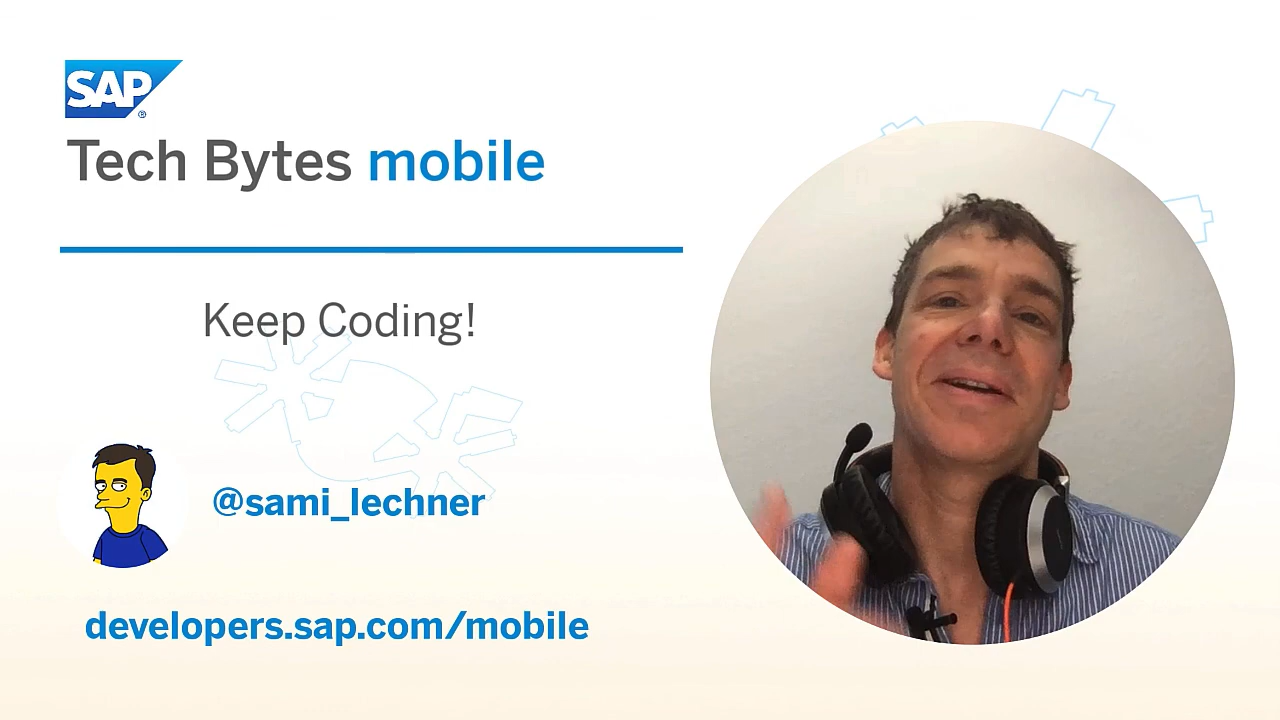 SAP®
Tech Bytes mobile
Keep Coding!
@sami_lechner
developers.sap.com/mobile